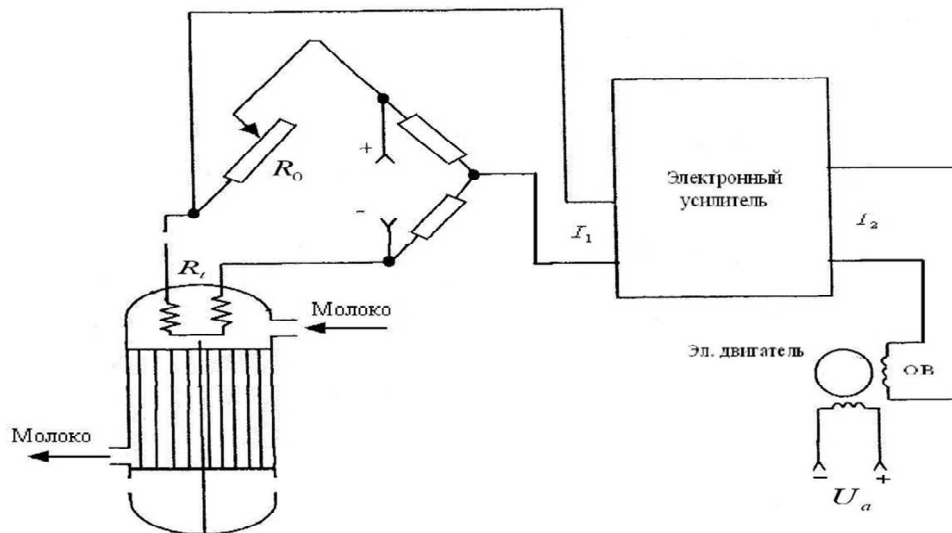 R₀
+
-
Электронный
усилитель
I₁
I₂
Rₜ
Молоко
Эл. двигатель
ОВ
Молоко
- +
Uₐ